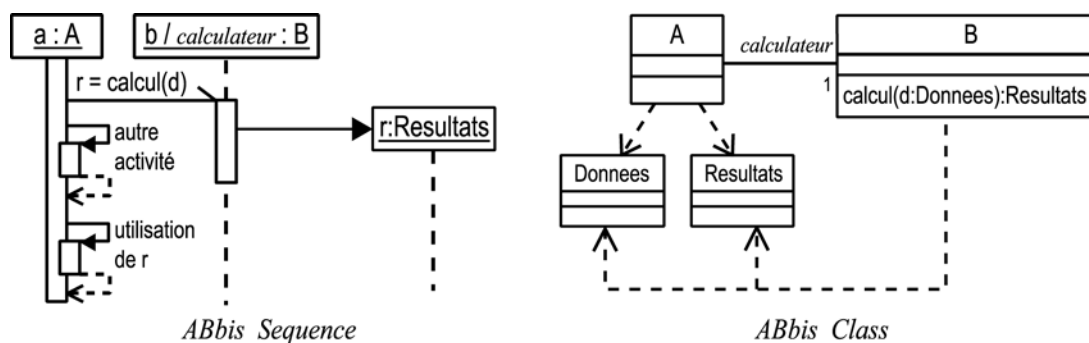 a : A
b / calculateur : B
r = calcul(d)
r:Resultats
autre
activité
utilisation
de r
ABbis Sequence
A
calculateur
1
B
calcul(d:Donnees):Resultats
Donnees
Resultats
ABbis Class